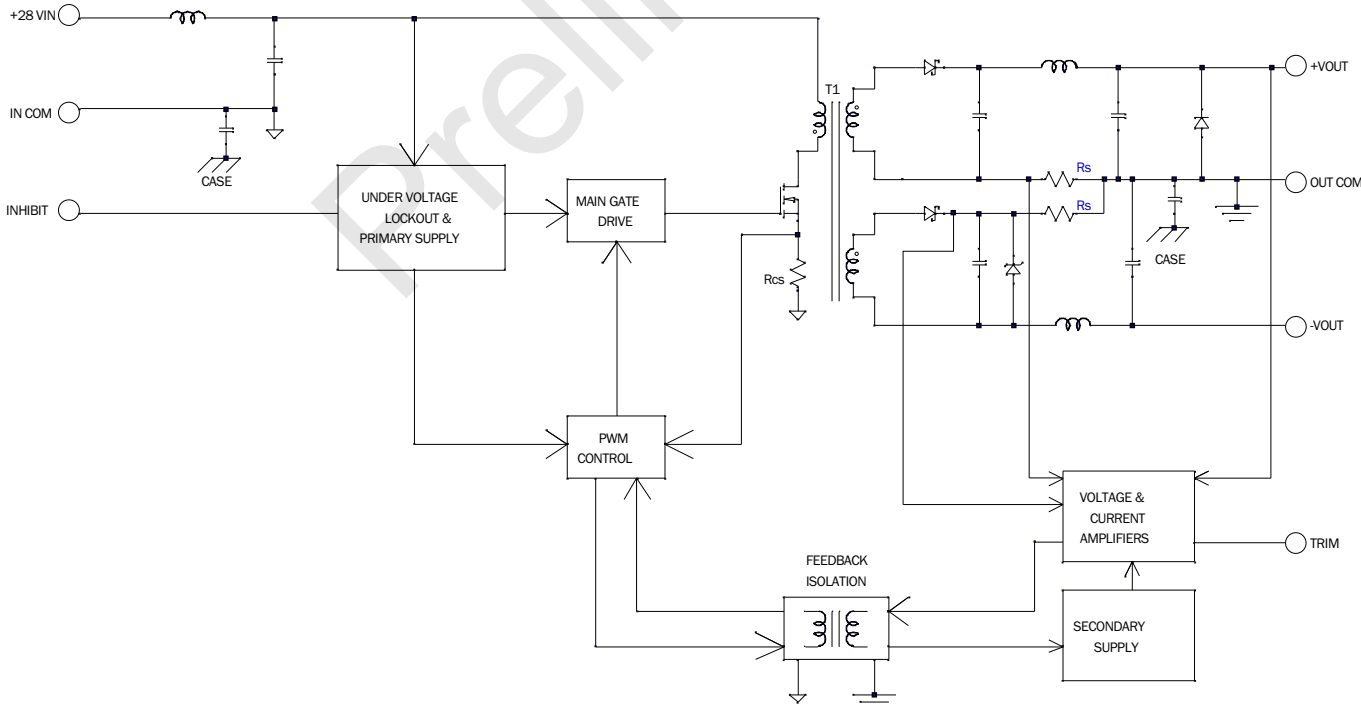 Preli
+28 VIN
IN COM
CASE
INHIBIT
UNDER VOLTAGE
LOCKOUT &
PRIMARY SUPPLY
MAIN GATE
DRIVE
Rcs
T1
Rs
Rs
CASE
+VOUT
OUT COM
-VOUT
PWM
CONTROL
VOLTAGE &
CURRENT
AMPLIFIERS
TRIM
FEEDBACK
ISOLATION
SECONDARY
SUPPLY